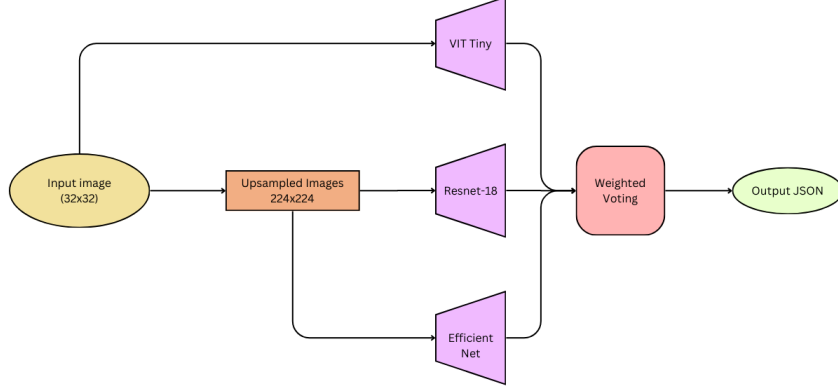 VIT Tiny
Input image
(32x32)
Upsampled Images
224x224
Resnet-18
Weighted
Voting
Output JSON
Efficient
Net